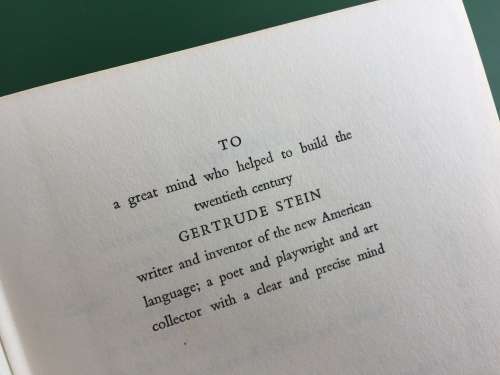 TO
a great mind who helped to build the
twentieth century
GERTRUDE STEIN
writer and inventor of the new American
language; a poet and playwright and art
collector with a clear and precise mind